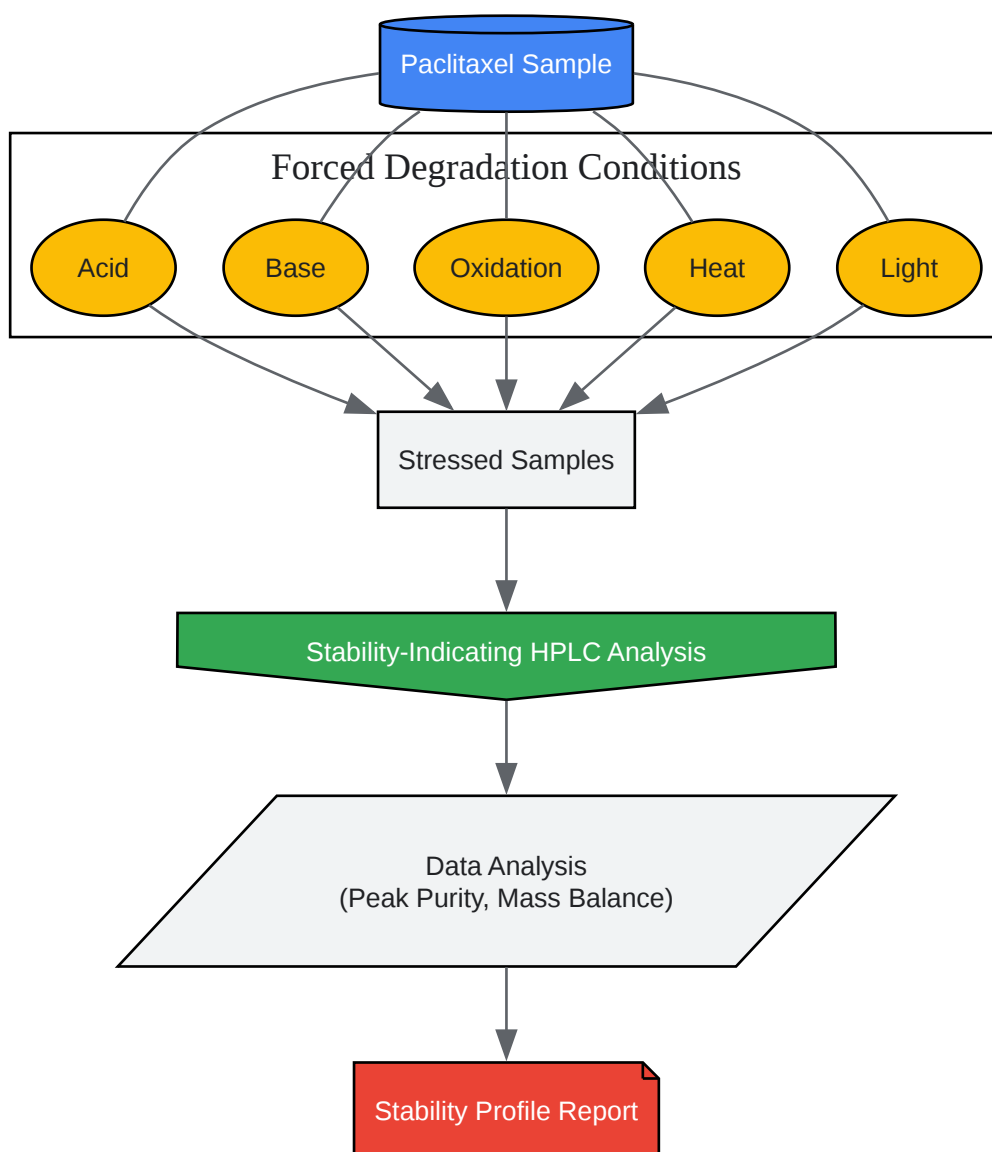 Paclitaxel Sample
Forced Degradation Conditions
Acid
Base
Oxidation
Heat
Light
Stressed Samples
Stability-Indicating HPLC Analysis
Data Analysis
(Peak Purity, Mass Balance)
Stability Profile Report